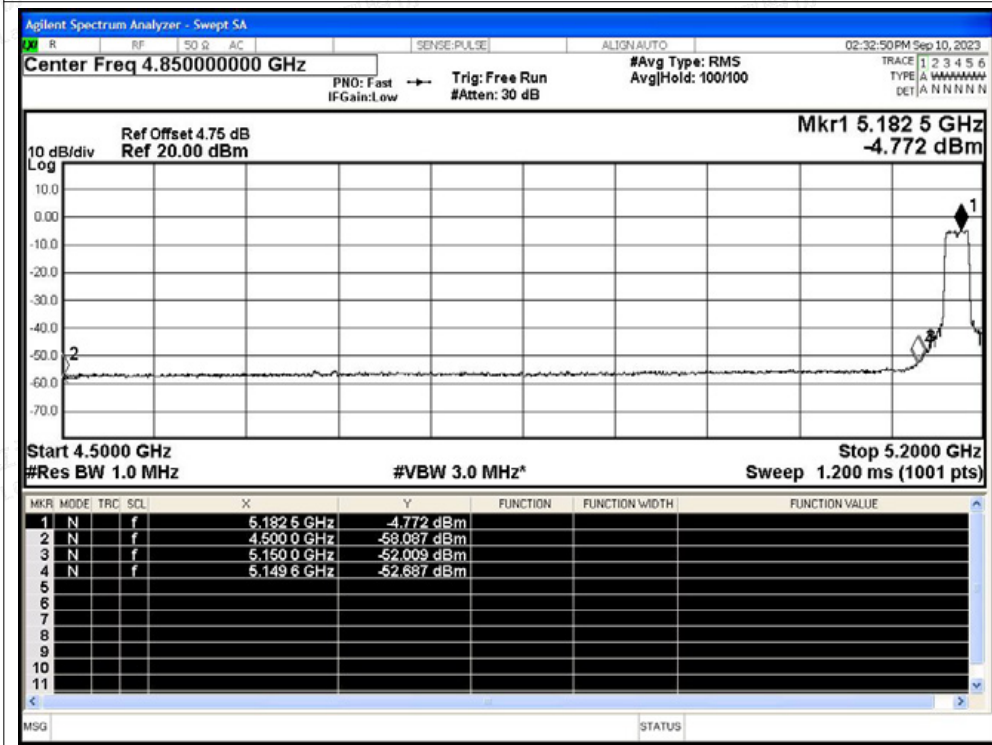 Agilent Spectrum Analyzer - Swept SA
LXI R RF 50 Ω AC SENSE:PULSE ALIGN AUTO 02:32:50 PM Sep 10, 2023
Center Freq 4.850000000 GHz
PNO: Fast
IFGain:Low
Trig: Free Run
#Atten: 30 dB
#Avg Type: RMS
Avg|Hold: 100/100
TRACE 1 2 3 4 5 6
TYPE A WWWWW
DET A N N N N N
Mkr1 5.182 5 GHz
-4.772 dBm
Ref Offset 4.75 dB
10 dB/div Ref 20.00 dBm
Log
10.0
0.00
-10.0
-20.0
-30.0
-40.0
-50.0
-60.0
-70.0
1
2
Start 4.5000 GHz Stop 5.2000 GHz
#Res BW 1.0 MHz #VBW 3.0 MHz* Sweep 1.200 ms (1001 pts)
MKR MODE TRC SCL X Y FUNCTION FUNCTION WIDTH FUNCTION VALUE
1 N f 5.182 5 GHz -4.772 dBm
2 N f 4.500 0 GHz -58.087 dBm
3 N f 5.150 0 GHz -52.009 dBm
4 N f 5.149 6 GHz -52.687 dBm
5
6
7
8
9
10
11
MSG STATUS